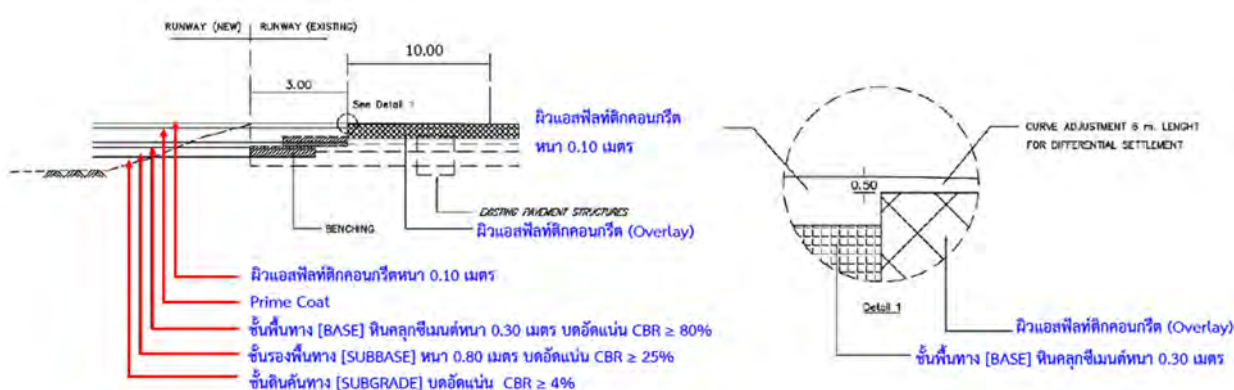 RUNWAY (NEW) RUNWAY (EXISTING)
10.00
3.00
See Detail 1
ผิวแอสฟัลท์ติกคอนกรีต
หนา 0.10 เมตร
BENCHING
EXISTING PAVEMENT STRUCTURES
ผิวแอสฟัลท์ติกคอนกรีต (Overlay)
ผิวแอสฟัลท์ติกคอนกรีตหนา 0.10 เมตร
Prime Coat
ชั้นพื้นทาง [BASE] หินคลุกซีเมนต์หนา 0.30 เมตร บดอัดแน่น CBR ≥ 80%
ชั้นรองพื้นทาง [SUBBASE] หนา 0.80 เมตร บดอัดแน่น CBR ≥ 25%
ชั้นดินคันทาง [SUBGRADE] บดอัดแน่น CBR ≥ 4%
CURVE ADJUSTMENT 6 m. LENGHT
FOR DIFFERENTIAL SETTLEMENT
0.50
Detail 1
ผิวแอสฟัลท์ติกคอนกรีต (Overlay)
ชั้นพื้นทาง [BASE] หินคลุกซีเมนต์หนา 0.30 เมตร